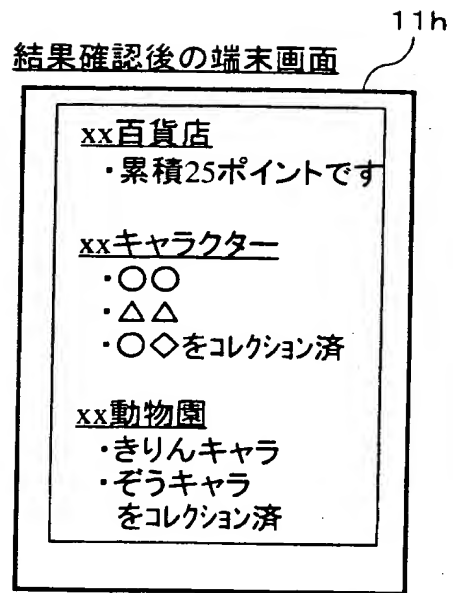 11h
結果確認後の端末画面
xx百貨店
・累積25ポイントです
xxキャラクター
・○○
・△△
・○◇をコレクション済
xx動物園
・きりんキャラ
・ぞうキャラ
をコレクション済